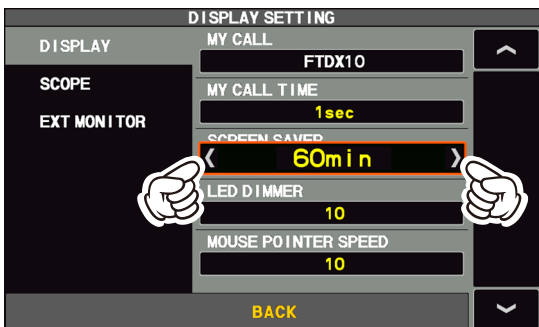 DISPLAY SETTING
DISPLAY
SCOPE
EXT MONITOR
MY CALL
FTDX10
MY CALL TIME
1sec
SCREEN SAVER
60min
LED DIMMER
10
MOUSE POINTER SPEED
10
BACK